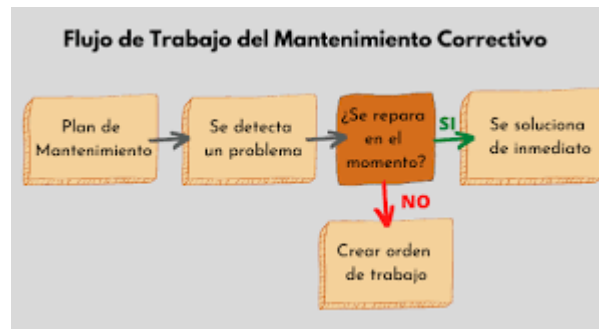 Flujo de Trabajo del Mantenimiento Correctivo
Plan de
Mantenimiento
Se detecta
un problema
¿Se repara
en el
momento?
SI
Se soluciona
de inmediato
NO
Crear orden
de trabajo